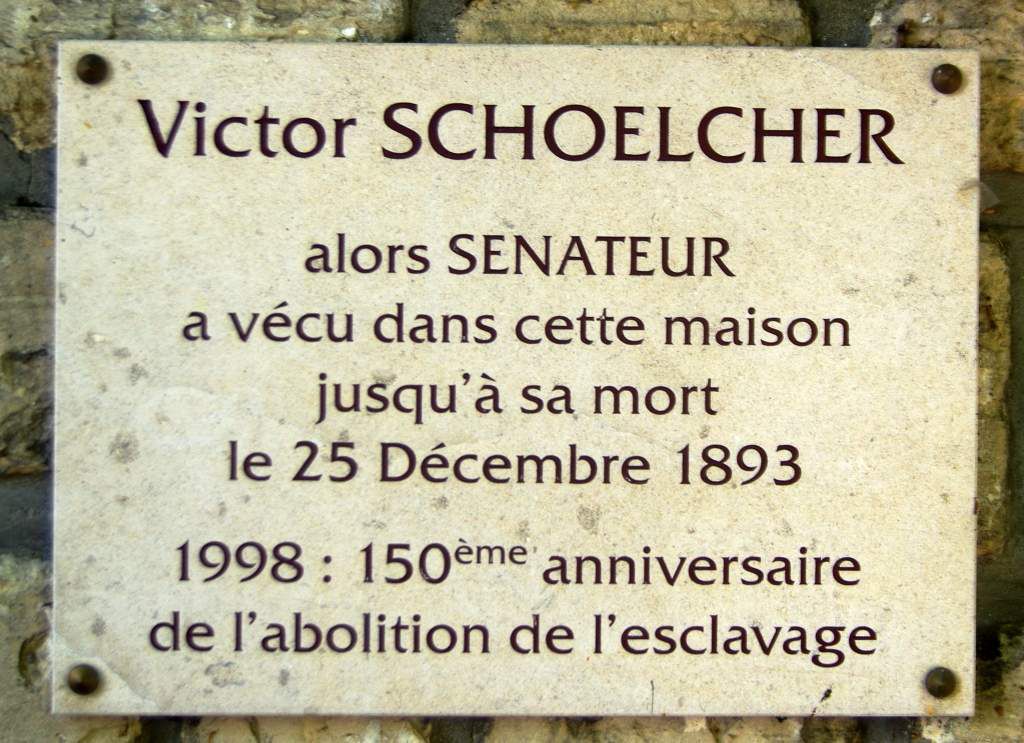 Victor SCHOELCHER
alors SENATEUR
a vécu dans cette maison
jusqu'à sa mort
le 25 Décembre 1893
1998 : 150ème anniversaire
de l'abolition de l'esclavage